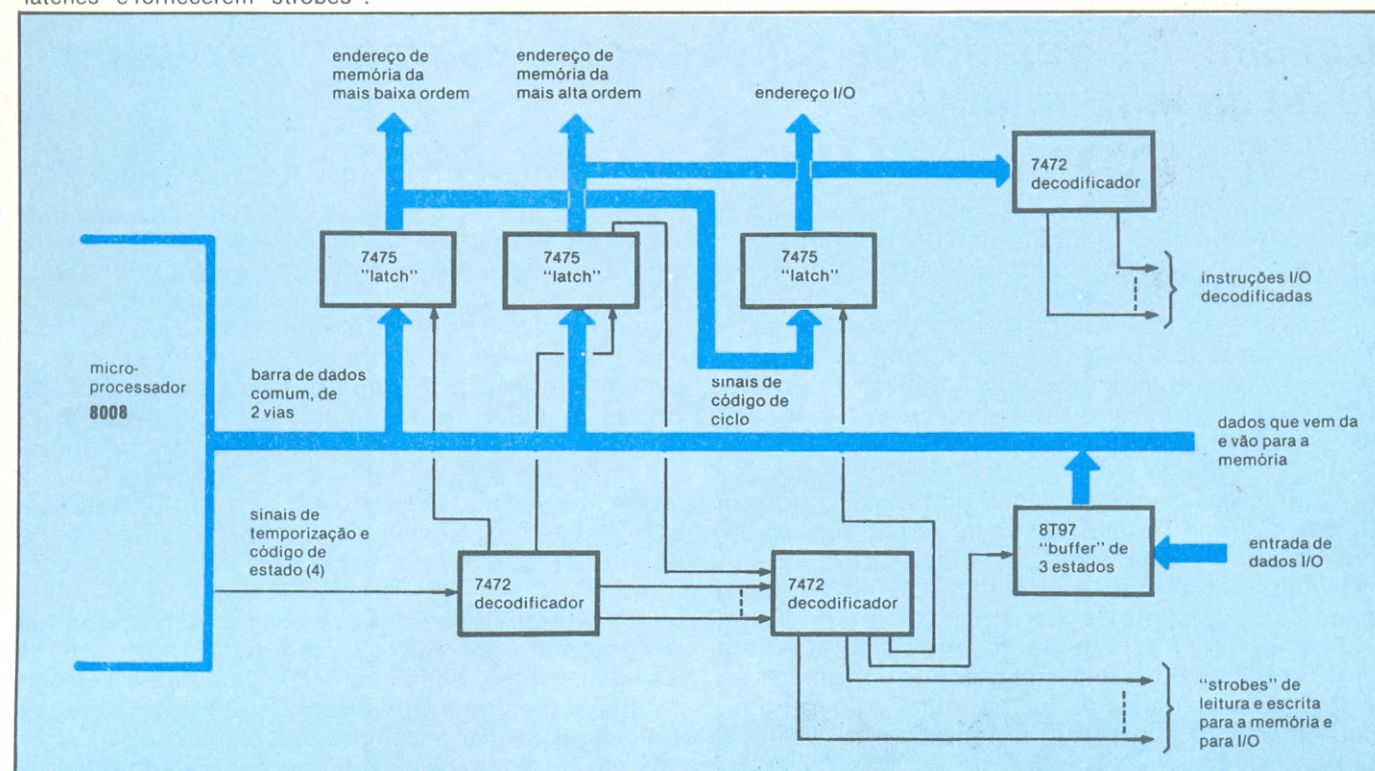 "latches" e fornecerem "strobes".
endereço de
memória da
mais baixa ordem
endereço de
memória da
mais alta ordem
endereço I/O
7472
decodificador
7475
"latch"
7475
"latch"
7475
"latch"
instruções I/O
decodificadas
micro-
processador
8008
barra de dados
comum, de
2 vias
sinais de
código de
ciclo
dados que vem da
e vão para a
memória
sinais de
temporização e
código de
estado (4)
7472
decodificador
7472
decodificador
8T97
"buffer" de
3 estados
entrada de
dados I/O
"strobes" de
leitura e escrita
para a memória e
para I/O